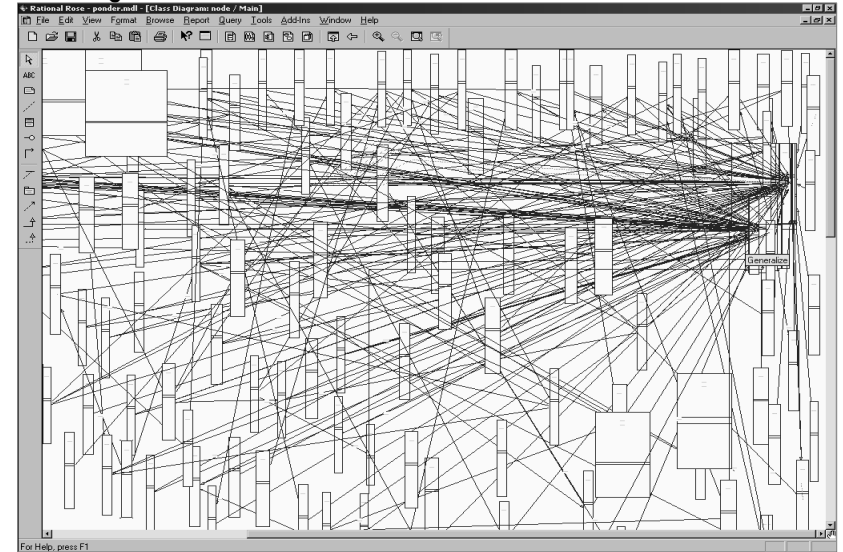 Rational Rose - ponder.mdl - [Class Diagram: node / Main]
File Edit View Format Browse Report Query Tools Add-Ins Window Help
ABC
Generalize
For Help, press F1